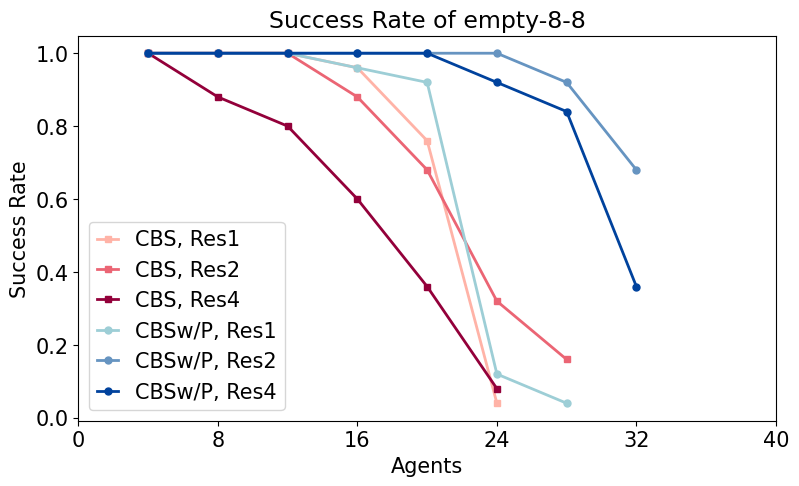 Success Rate of empty-8-8
Success Rate
1.0
0.8
0.6
0.4
0.2
0.0
CBS, Res1
CBS, Res2
CBS, Res4
CBSw/P, Res1
CBSw/P, Res2
CBSw/P, Res4
0 8 16 24 32 40
Agents